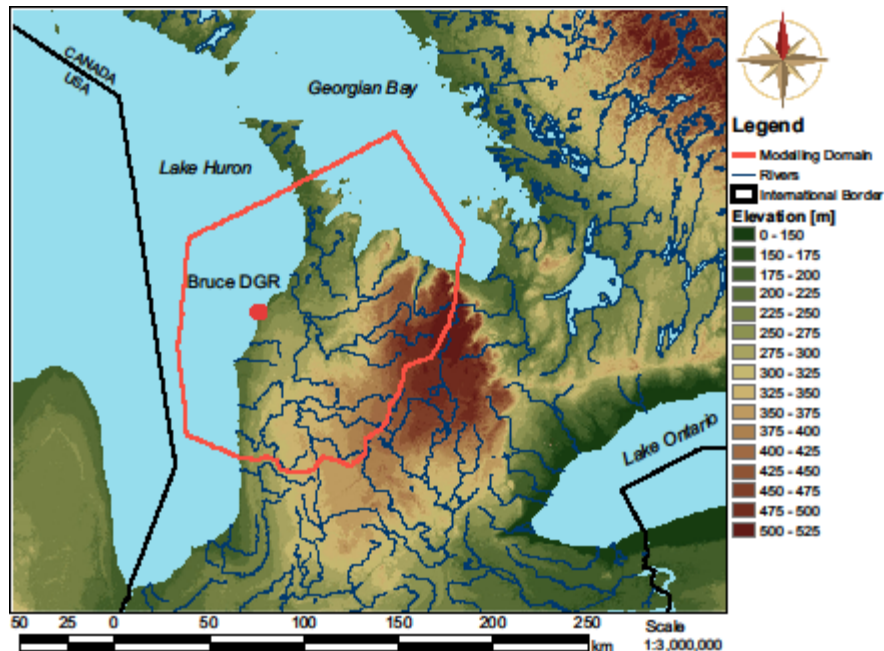 CANADA
USA
Georgian Bay
Lake Huron
Bruce DGR
Lake Ontario
Legend
Modelling Domain
Rivers
International Border
Elevation [m]
0 - 150
150 - 175
175 - 200
200 - 225
225 - 250
250 - 275
275 - 300
300 - 325
325 - 350
350 - 375
375 - 400
400 - 425
425 - 450
450 - 475
475 - 500
500 - 525
50 25 0 50 100 150 200 250
km
Scale
1:3,000,000